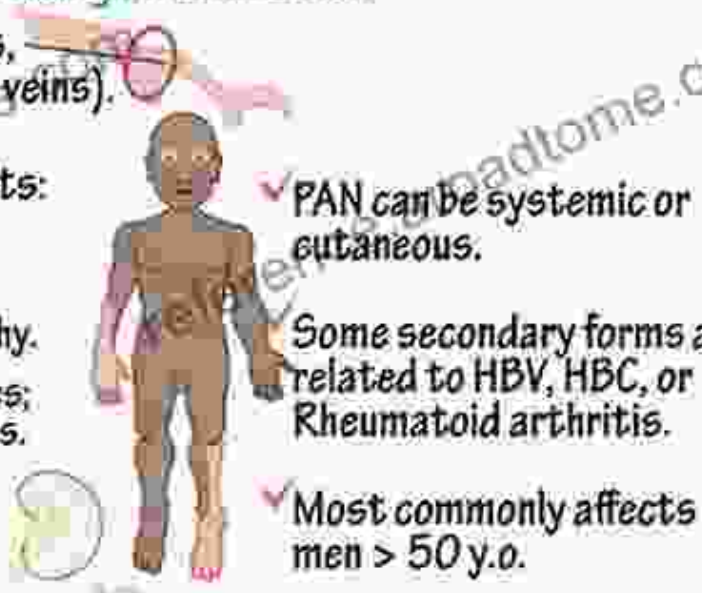 s,
veins).
ts:
PAN can be systemic or
cutaneous.
hy.
Some secondary forms a
es;
related to HBV, HBC, or
s.
Rheumatoid arthritis.
Most commonly affects
men > 50 y.o.